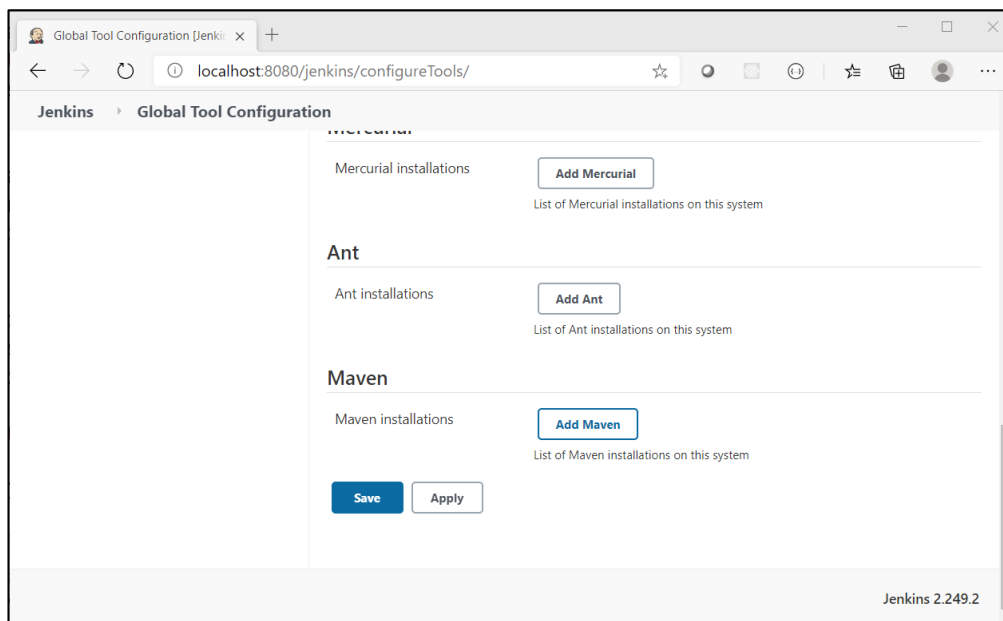 Global Tool Configuration [Jenkin
localhost:8080/jenkins/configureTools/
Jenkins Global Tool Configuration
Mercurial
Mercurial installations Add Mercurial
List of Mercurial installations on this system
Ant
Ant installations Add Ant
List of Ant installations on this system
Maven
Maven installations Add Maven
List of Maven installations on this system
Save Apply
Jenkins 2.249.2